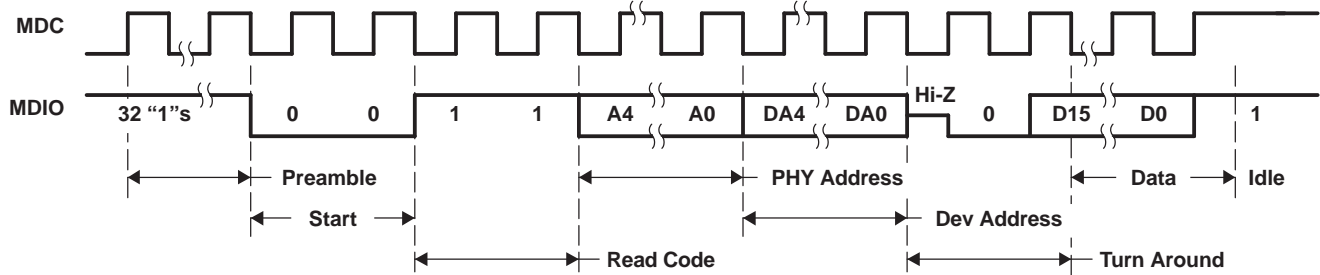 MDC
MDIO
32 “1”s 0 0 1 1 A4 A0 DA4 DA0 Hi-Z 0 D15 D0 1
Preamble PHY Address Data Idle
Start Dev Address
Read Code Turn Around